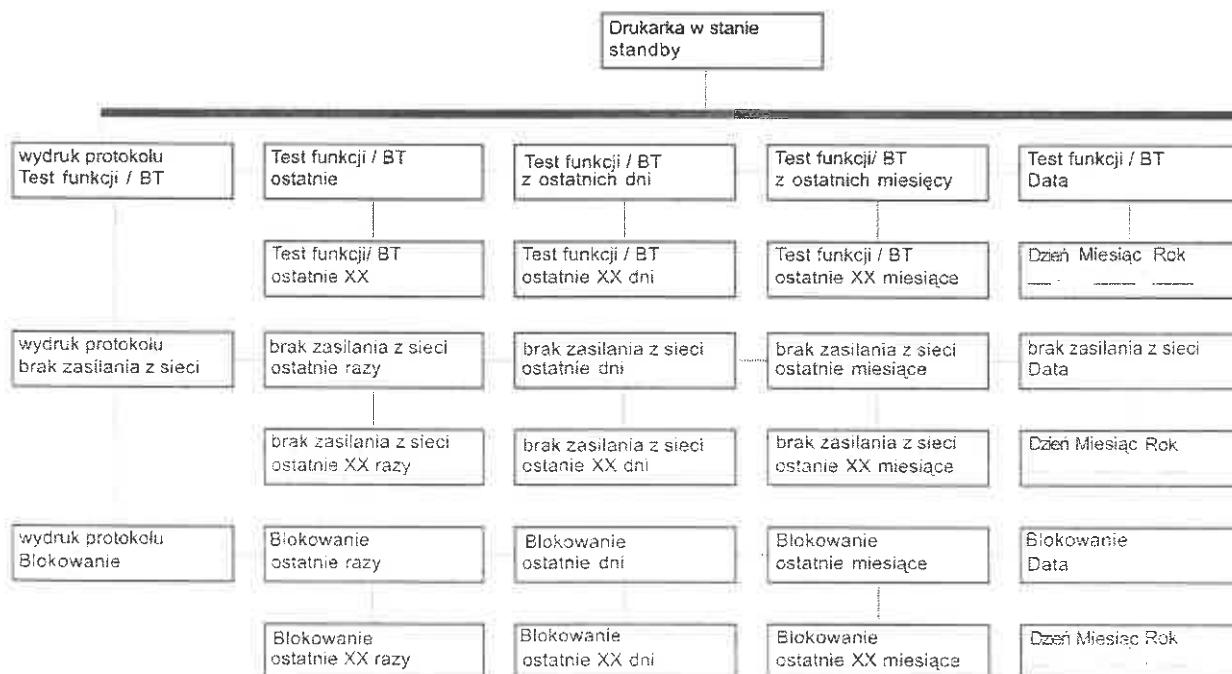 Drukarka w stanie
standby
wydruk protokolu
Test funkcji / BT
Test funkcji / BT
ostatnie
Test funkcji / BT
z ostatnich dni
Test funkcji/ BT
z ostatnich miesięcy
Test funkcji / BT
Data
Test funkcji/ BT
ostatnie XX
Test funkcji / BT
ostatnie XX dni
Test funkcji / BT
ostatnie XX miesiące
Dzień Miesiąc Rok
wydruk protokolu
brak zasilania z sieci
brak zasilania z sieci
ostatnie razy
brak zasilania z sieci
ostatnie dni
brak zasilania z sieci
ostatnie miesiące
brak zasilania z sieci
Data
brak zasilania z sieci
ostatnie XX razy
brak zasilania z sieci
ostanie XX dni
brak zasilania z sieci
ostanie XX miesiące
Dzień Miesiąc Rok
wydruk protokolu
Blokowanie
Blokowanie
ostatnie razy
Blokowanie
ostatnie dni
Blokowanie
ostatnie miesiące
Blokowanie
Data
Blokowanie
ostatnie XX razy
Blokowanie
ostatnie XX dni
Blokowanie
ostatnie XX miesiące
Dzeń Miesiąc Rok